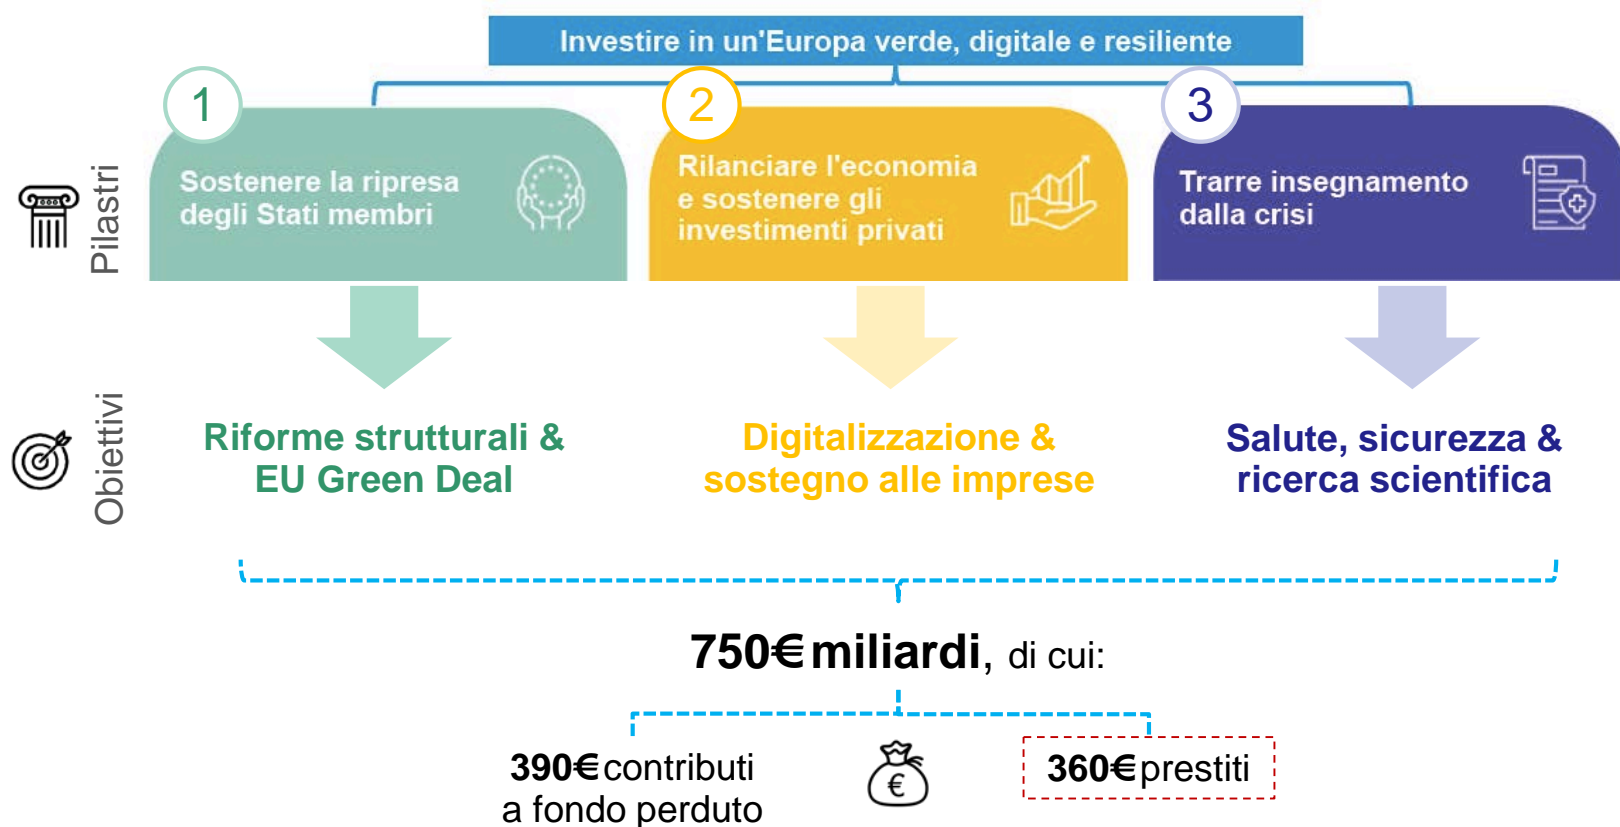 Investire in un'Europa verde, digitale e resiliente
1
2
3
Pilastri
Sostenere la ripresa
degli Stati membri
Rilanciare l'economia
e sostenere gli
investimenti privati
Trarre insegnamento
dalla crisi
Obiettivi
Riforme strutturali &
EU Green Deal
Digitalizzazione &
sostegno alle imprese
Salute, sicurezza &
ricerca scientifica
750€ miliardi, di cui:
390€ contributi
a fondo perduto
€
360€ prestiti